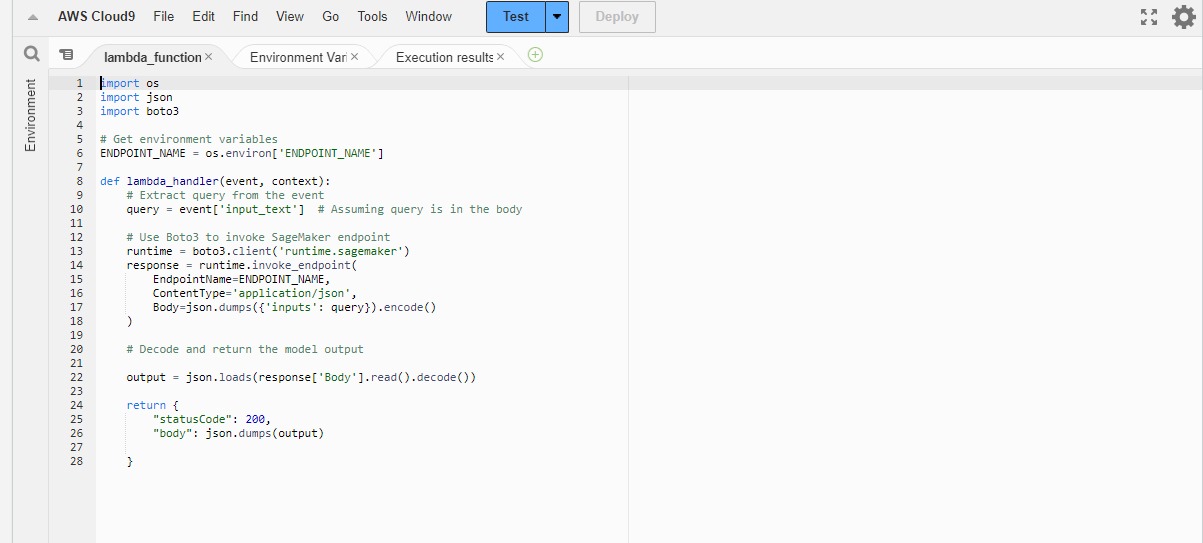 AWS Cloud9 File Edit Find View Go Tools Window Test Deploy
lambda_function × Environment Vari × Execution results ×
Environment
1 import os
2 import json
3 import boto3
4
5 # Get environment variables
6 ENDPOINT_NAME = os.environ['ENDPOINT_NAME']
7
8 def lambda_handler(event, context):
9     # Extract query from the event
10     query = event['input_text']  # Assuming query is in the body
11
12     # Use Boto3 to invoke SageMaker endpoint
13     runtime = boto3.client('runtime.sagemaker')
14     response = runtime.invoke_endpoint(
15         EndpointName=ENDPOINT_NAME,
16         ContentType='application/json',
17         Body=json.dumps({'inputs': query}).encode()
18     )
19
20     # Decode and return the model output
21
22     output = json.loads(response['Body'].read().decode())
23
24     return {
25         "statusCode": 200,
26         "body": json.dumps(output)
27
28     }